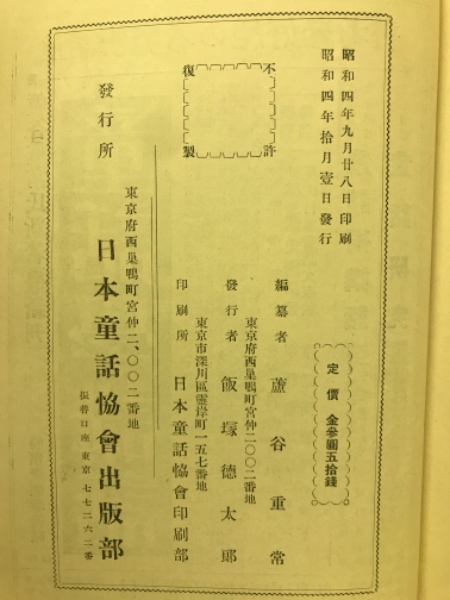 昭和四年九月廿八日印刷
昭和四年拾月壹日發行
不許
復製
定價 金參圓五拾錢
編纂者 蘆谷重常
東京府西巢鴨町宮仲二〇〇二番地
發行者 飯塚德太郎
東京市深川區靈岸町一五七番地
印刷所 日本童話協會印刷部
東京府西巢鴨町宮仲二、〇〇二番地
發行所 日本童話協會出版部
振替口座 東京 七七二六二番